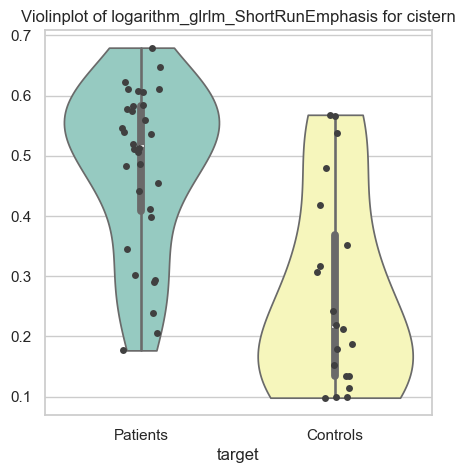 Violinplot of logarithm_glrlm_ShortRunEmphasis for cistern
0.7
0.6
0.5
0.4
0.3
0.2
0.1
Patients Controls
target